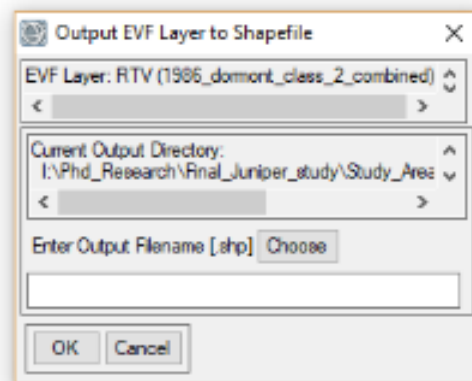 Output EVF Layer to Shapefile
EVF Layer: RTV (1986_dormont_class_2_combined)
Current Output Directory:
I:\Phd_Research\Final_Juniper_study\Study_Area
Enter Output Filename [.shp] Choose
OK Cancel